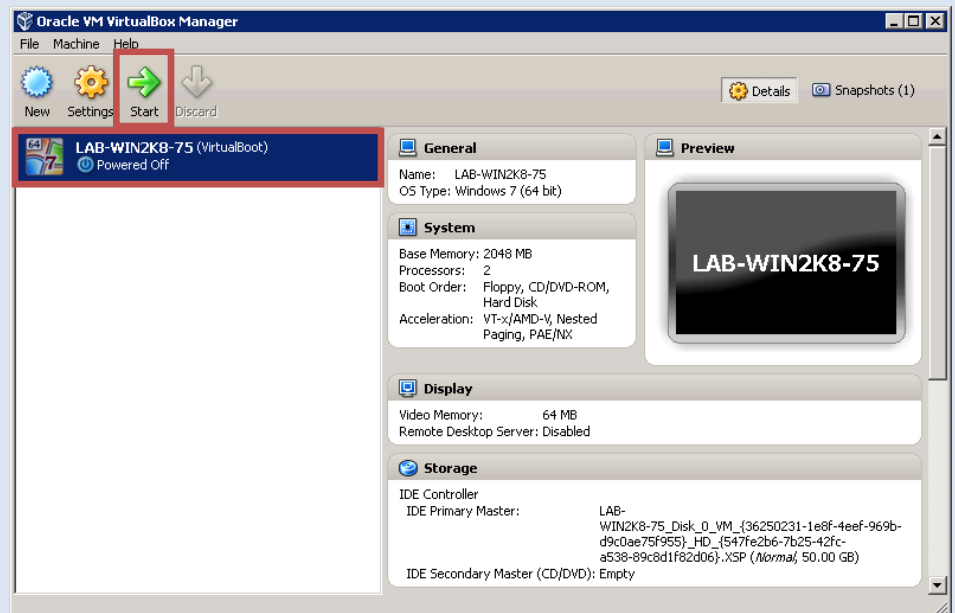 Oracle VM VirtualBox Manager
File Machine Help
New Settings Start Discard
Details Snapshots (1)
64
7
LAB-WIN2K8-75 (VirtualBoot)
Powered Off
General
Name: LAB-WIN2K8-75
OS Type: Windows 7 (64 bit)
System
Base Memory: 2048 MB
Processors: 2
Boot Order: Floppy, CD/DVD-ROM,
Hard Disk
Acceleration: VT-x/AMD-V, Nested
Paging, PAE/NX
Preview
LAB-WIN2K8-75
Display
Video Memory: 64 MB
Remote Desktop Server: Disabled
Storage
IDE Controller
IDE Primary Master: LAB-
WIN2K8-75_Disk_0_VM_{36250231-1e8f-4eef-969b-
d9c0ae75f955}_HD_{547fe2b6-7b25-42fc-
a538-89c8d1f82d06}.XSP (Normal, 50.00 GB)
IDE Secondary Master (CD/DVD): Empty